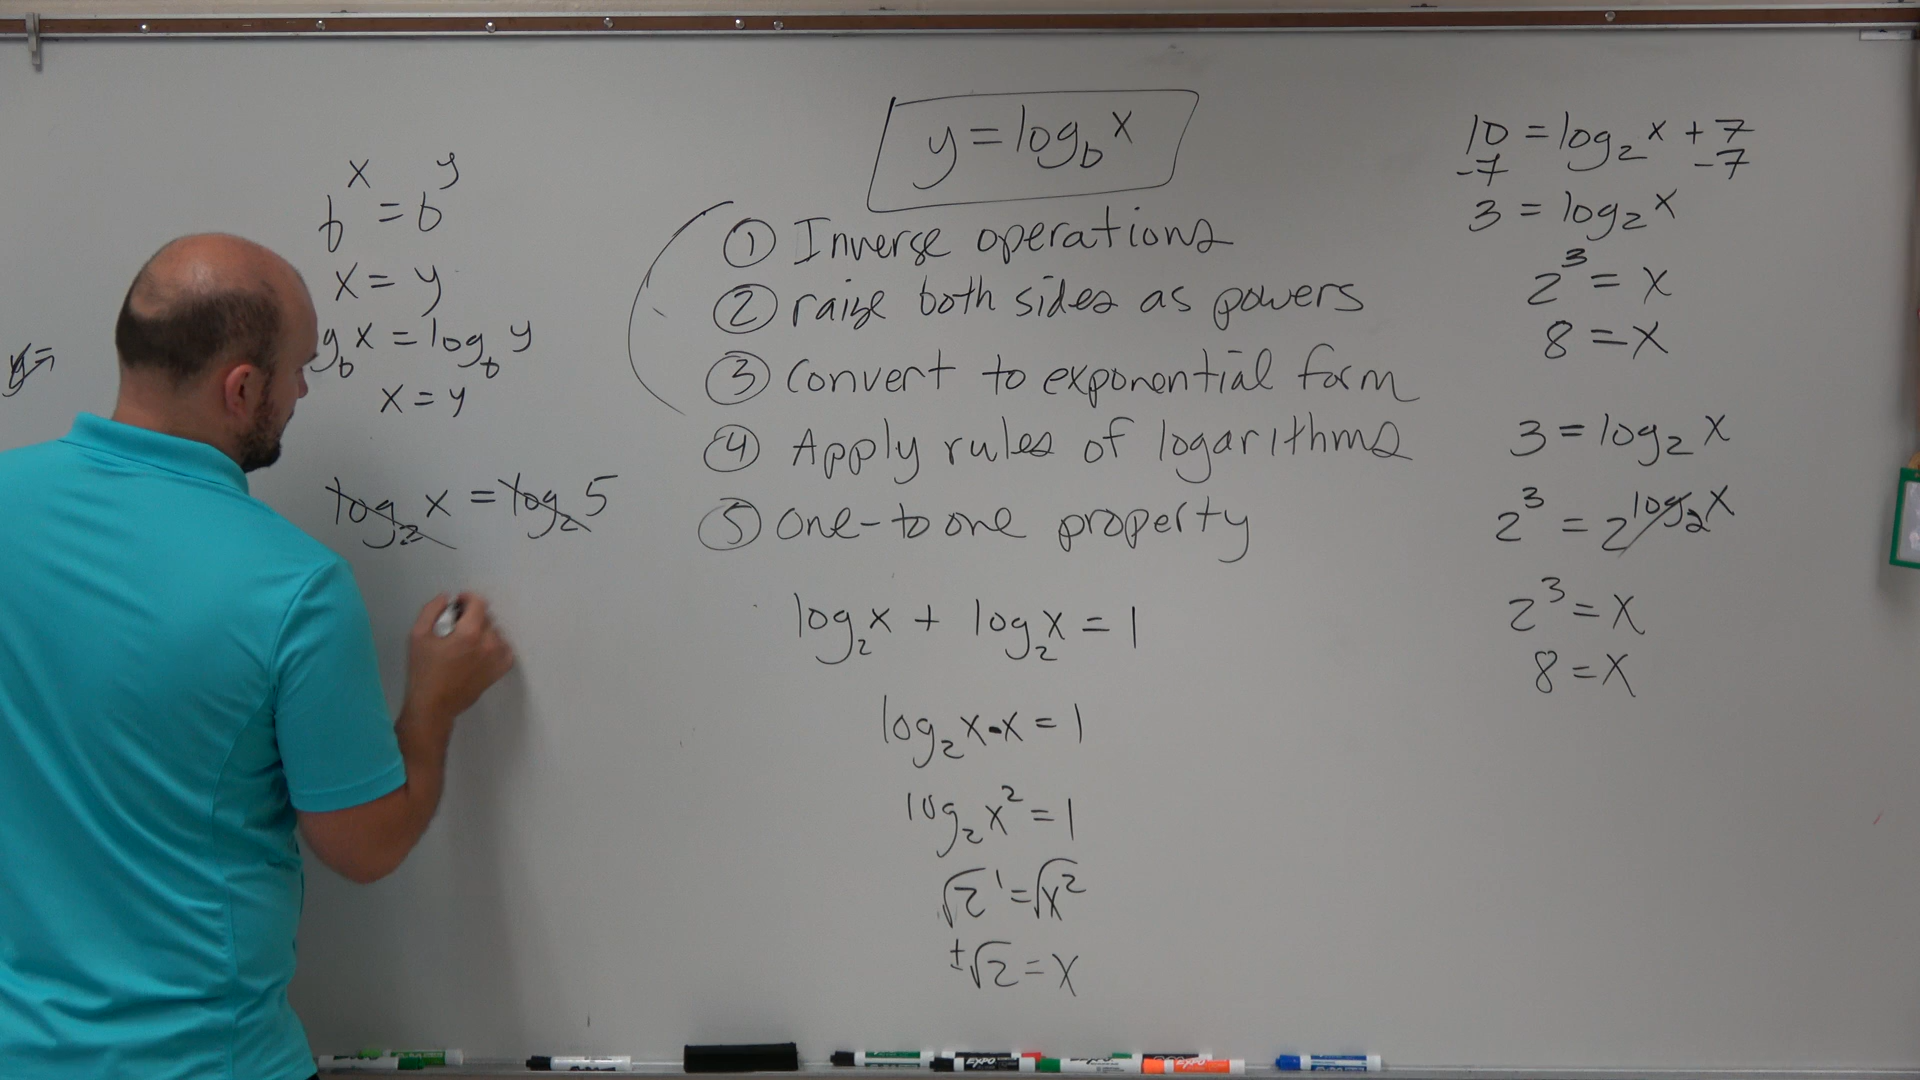 y=
b^x = b^y
x = y
g_b x = log_b y
x = y
log_2 x = log_2 5
y = log_b x
① Inverse operations
② raise both sides as powers
③ Convert to exponential form
④ Apply rules of logarithms
⑤ one-to one property
log_2 x + log_2 x = 1
log_2 x·x = 1
log_2 x^2 = 1
√2^1 = √x^2
±√2 = x
10 = log_2 x + 7
-7 -7
3 = log_2 x
2^3 = x
8 = x
3 = log_2 x
2^3 = 2^log_2 x
2^3 = x
8 = x
EXPO
EXPO